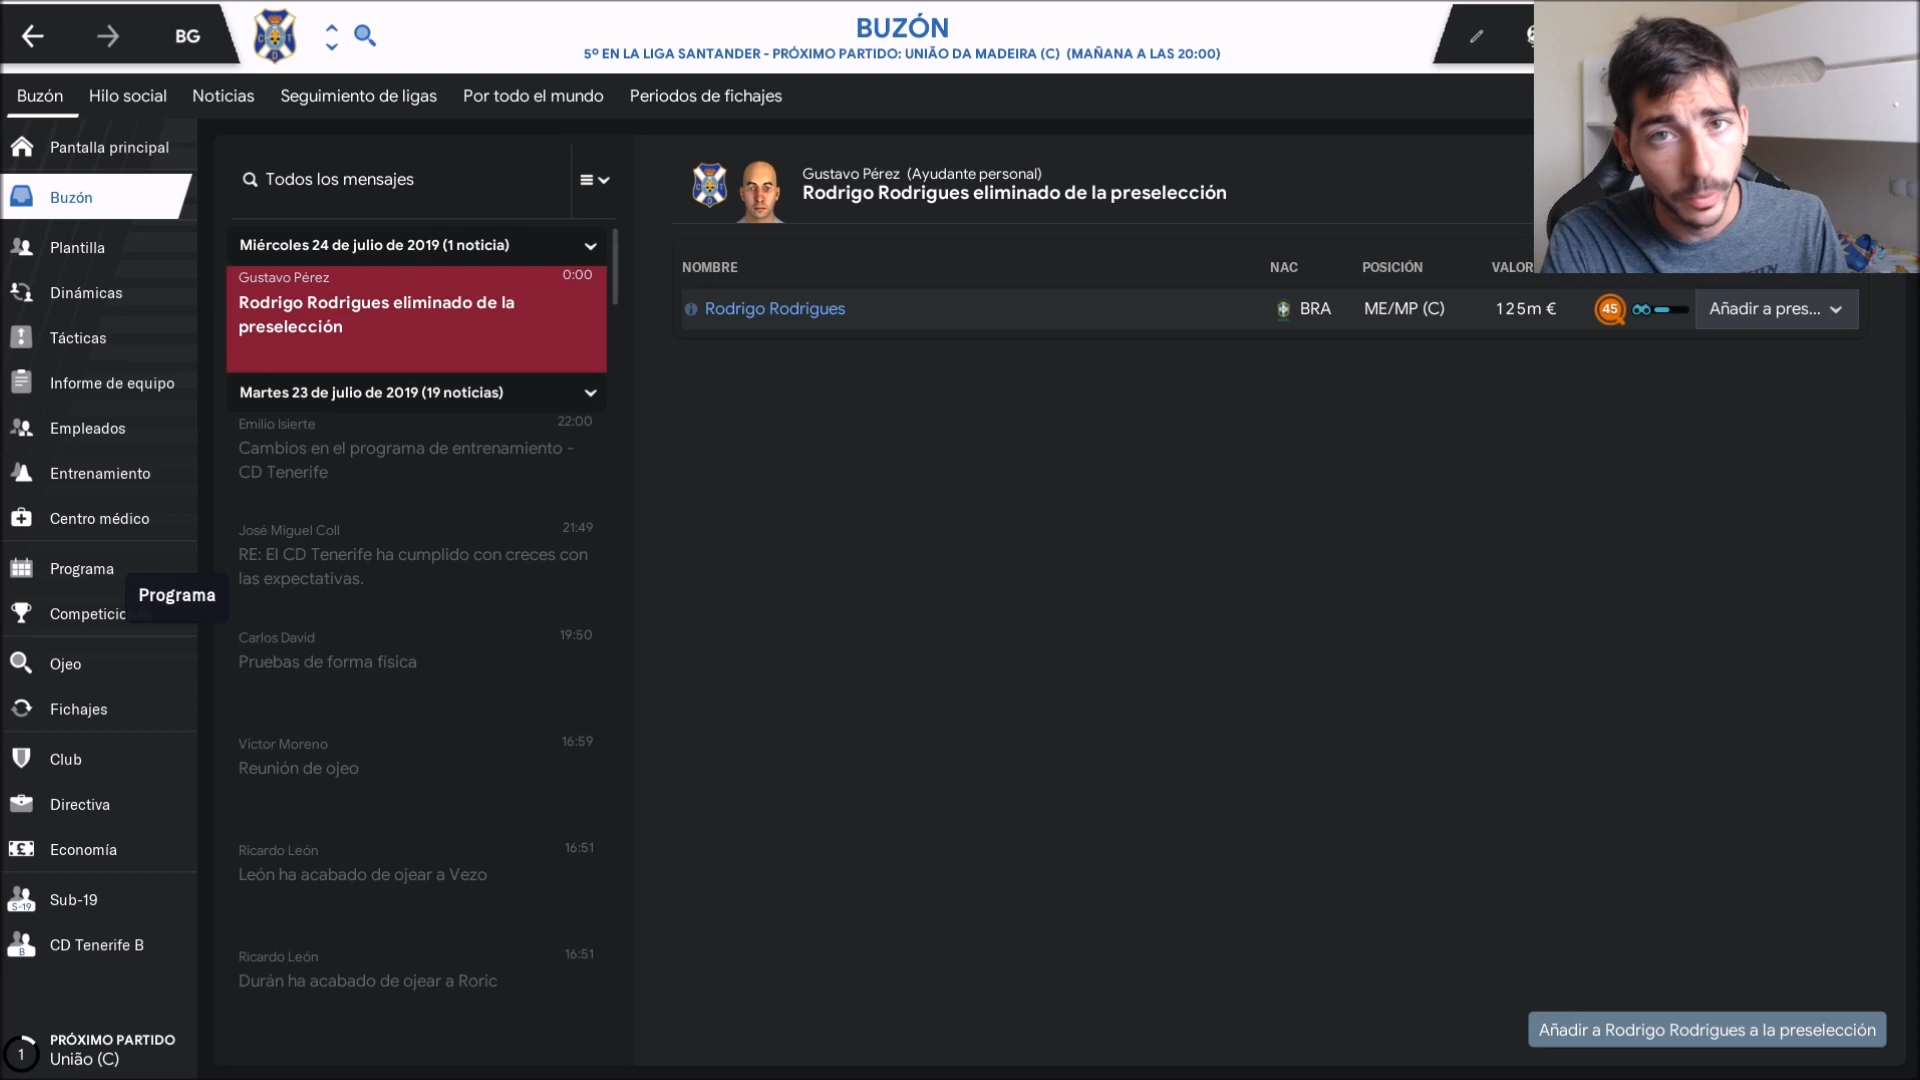 BG
BUZÓN
5º EN LA LIGA SANTANDER - PRÓXIMO PARTIDO: UNIÃO DA MADEIRA (C) (MAÑANA A LAS 20:00)
Buzón
Hilo social
Noticias
Seguimiento de ligas
Por todo el mundo
Periodos de fichajes
Pantalla principal
Buzón
Plantilla
Dinámicas
Tácticas
Informe de equipo
Empleados
Entrenamiento
Centro médico
Programa
Programa
Ojeo
Fichajes
Club
Directiva
Economía
S-19
Sub-19
B
CD Tenerife B
1
PRÓXIMO PARTIDO
União (C)
Todos los mensajes
Miércoles 24 de julio de 2019 (1 noticia)
Gustavo Pérez 0:00
Rodrigo Rodrigues eliminado de la
preselección
Martes 23 de julio de 2019 (19 noticias)
Emilio Isierte 22:00
Cambios en el programa de entrenamiento -
CD Tenerife
José Miguel Coll 21:49
RE: El CD Tenerife ha cumplido con creces con
las expectativas.
Carlos David 19:50
Pruebas de forma física
Víctor Moreno 16:59
Reunión de ojeo
Ricardo León 16:51
León ha acabado de ojear a Vezo
Ricardo León 16:51
Durán ha acabado de ojear a Roric
Gustavo Pérez (Ayudante personal)
Rodrigo Rodrigues eliminado de la preselección
NOMBRE NAC POSICIÓN VALOR
Rodrigo Rodrigues BRA ME/MP (C) 125m € 45 Añadir a pres...
Añadir a Rodrigo Rodrigues a la preselección